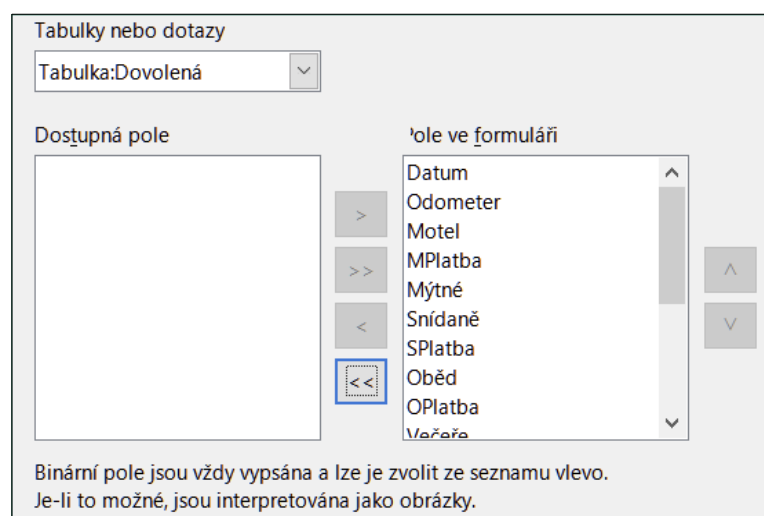 Tabulky nebo dotazy
Tabulka:Dovolená
Dostupná pole
ole ve formuláři
Datum
Odometer
Motel
MPlatba
Mýtné
Snídaně
SPlatba
Oběd
OPlatba
Večeře
>
>>
<
<<
Binární pole jsou vždy vypsána a lze je zvolit ze seznamu vlevo.
Je-li to možné, jsou interpretována jako obrázky.